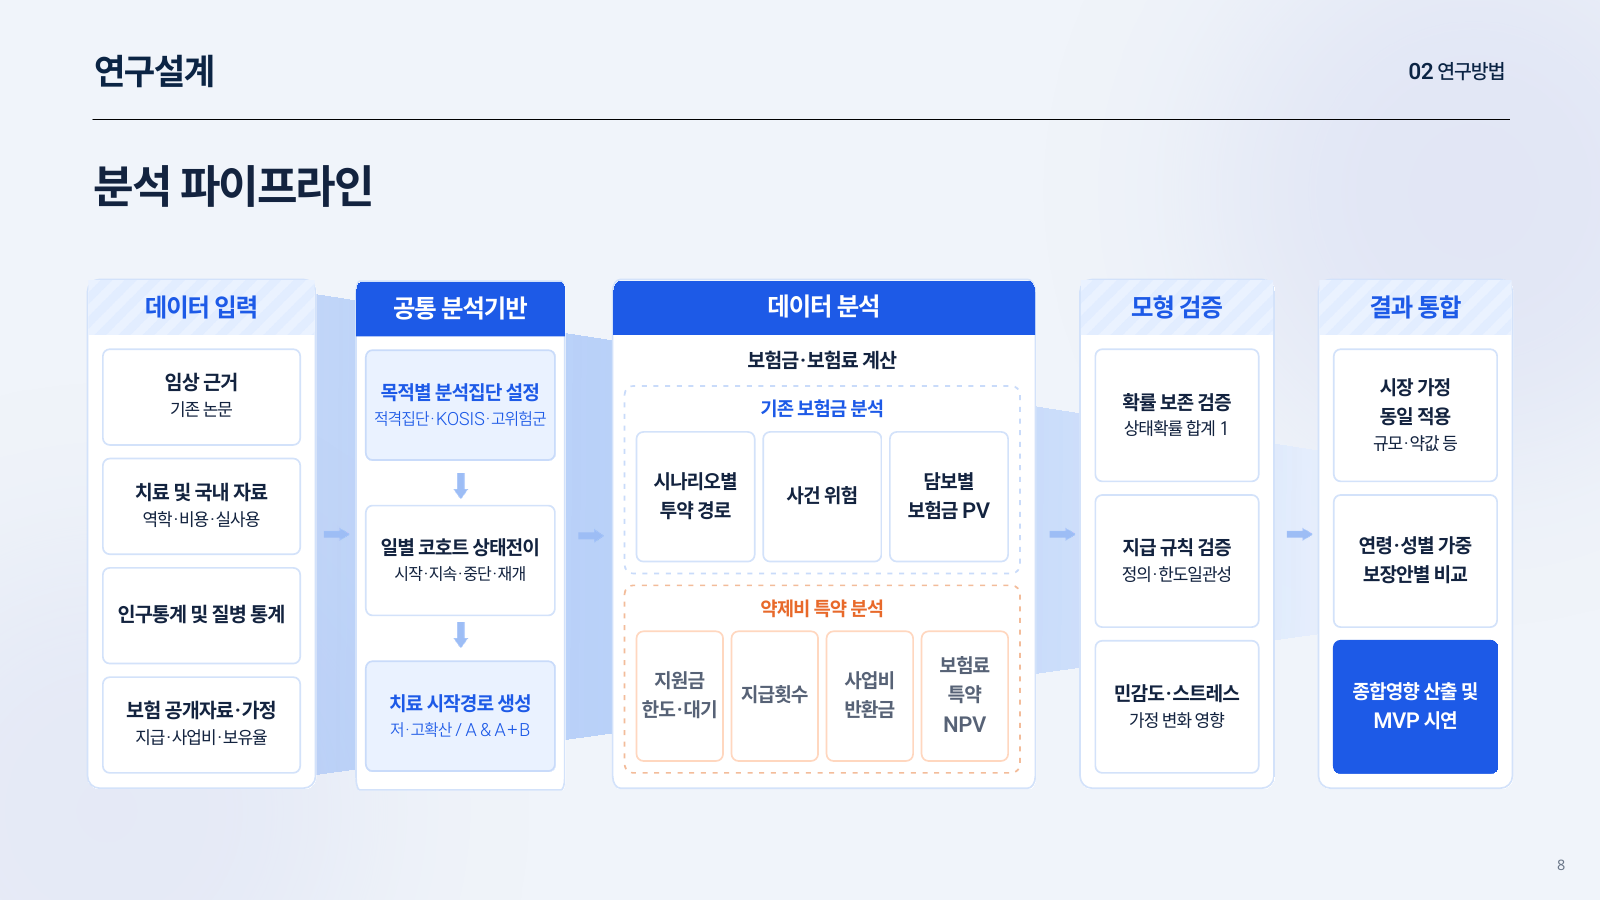 연구설계
02 연구방법
분석 파이프라인
데이터 입력
임상 근거
기존 논문
치료 및 국내 자료
역학·비용·실사용
인구통계 및 질병 통계
보험 공개자료·가정
지급·사업비·보유율
공통 분석기반
목적별 분석집단 설정
적격집단·KOSIS·고위험군
일별 코호트 상태전이
시작·지속·중단·재개
치료 시작경로 생성
저·고확산 / A & A+B
데이터 분석
보험금·보험료 계산
기존 보험금 분석
시나리오별
투약 경로
사건 위험
담보별
보험금 PV
약제비 특약 분석
지원금
한도·대기
지급횟수
사업비
반환금
보험료
특약
NPV
모형 검증
확률 보존 검증
상태확률 합계 1
지급 규칙 검증
정의·한도일관성
민감도·스트레스
가정 변화 영향
결과 통합
시장 가정
동일 적용
규모·약값 등
연령·성별 가중
보장안별 비교
종합영향 산출 및
MVP 시연
8